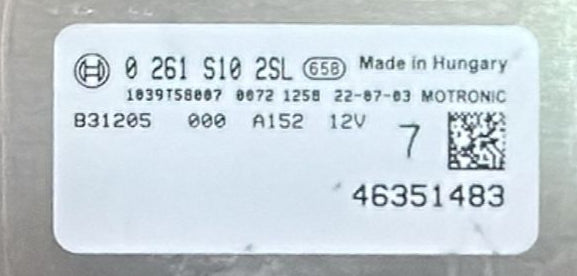 0 261 S10 2SL 658 Made in Hungary
1039T58007 0072 1258 22-07-03 MOTRONIC
B31205 000 A152 12V
7
46351483